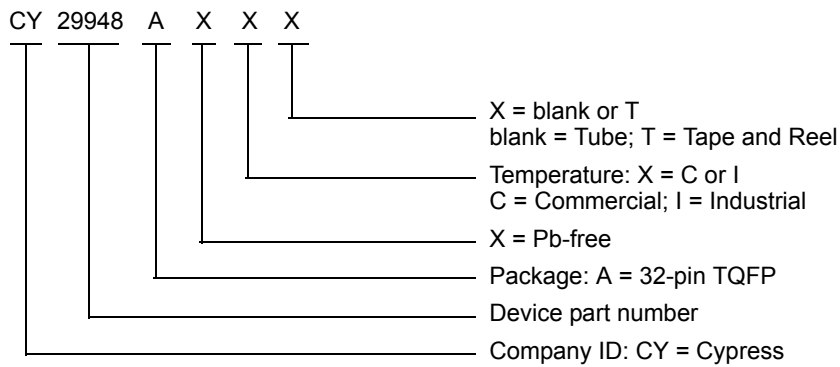 CY 29948 A X X X
X = blank or T
blank = Tube; T = Tape and Reel
Temperature: X = C or I
C = Commercial; I = Industrial
X = Pb-free
Package: A = 32-pin TQFP
Device part number
Company ID: CY = Cypress